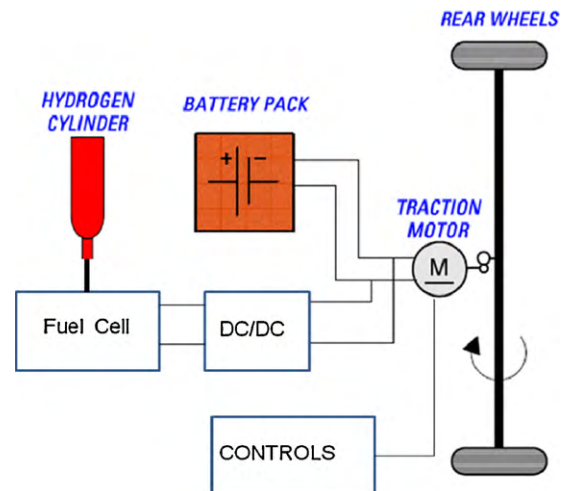 REAR WHEELS
HYDROGEN
CYLINDER
BATTERY PACK
+ −
TRACTION
MOTOR
M
Fuel Cell
DC/DC
CONTROLS